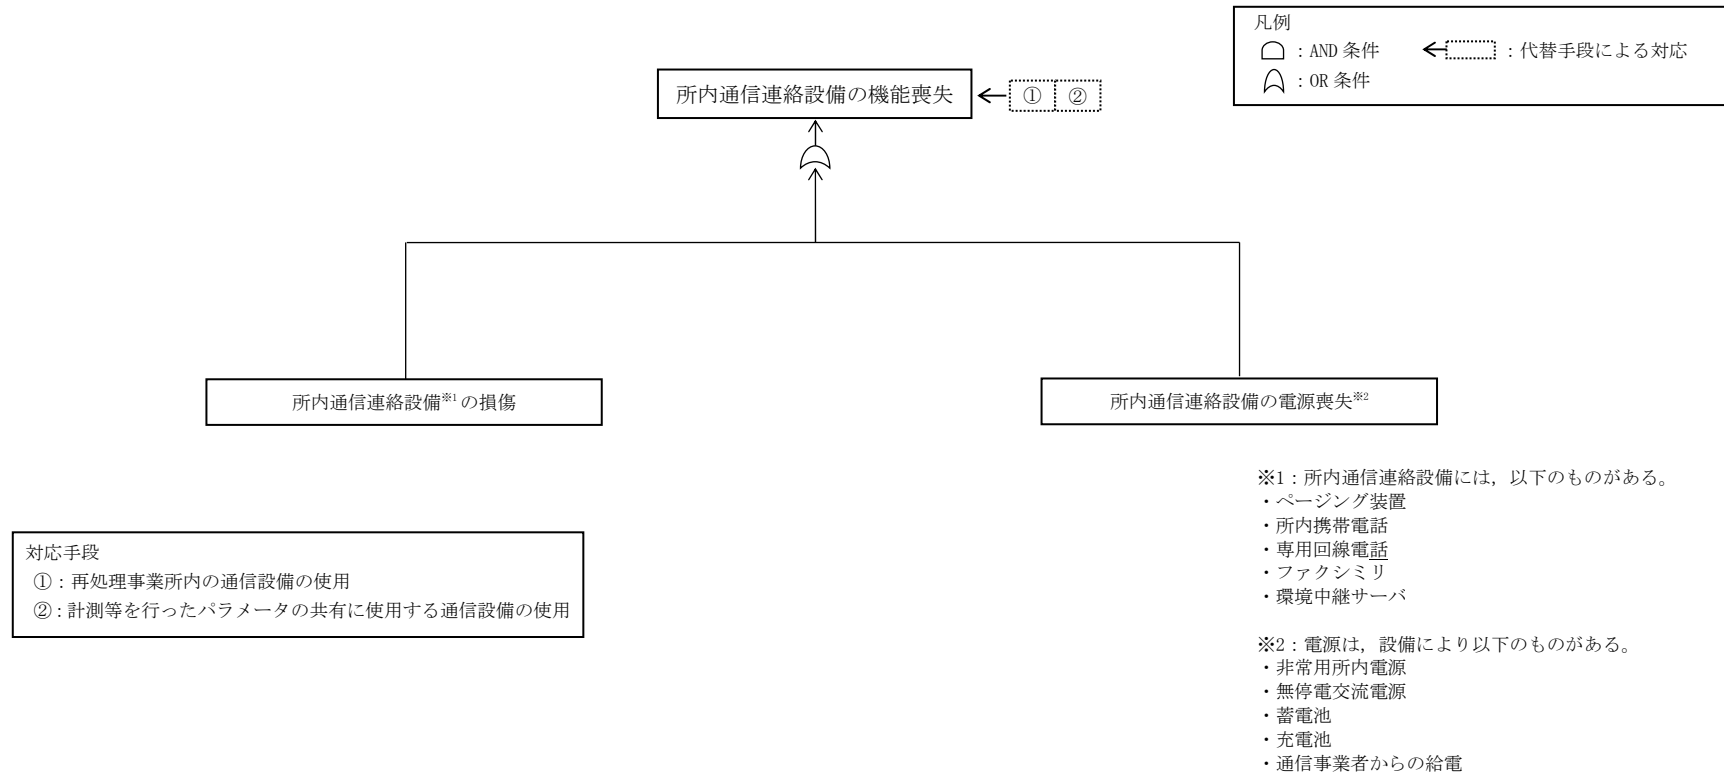 凡例
：AND 条件
：代替手段による対応
：OR 条件
所内通信連絡設備の機能喪失
① ②
所内通信連絡設備※1の損傷
所内通信連絡設備の電源喪失※2
※1：所内通信連絡設備には，以下のものがある。
・ページング装置
・所内携帯電話
・専用回線電話
・ファクシミリ
・環境中継サーバ
※2：電源は，設備により以下のものがある。
・非常用所内電源
・無停電交流電源
・蓄電池
・充電池
・通信事業者からの給電
対応手段
①：再処理事業所内の通信設備の使用
②：計測等を行ったパラメータの共有に使用する通信設備の使用